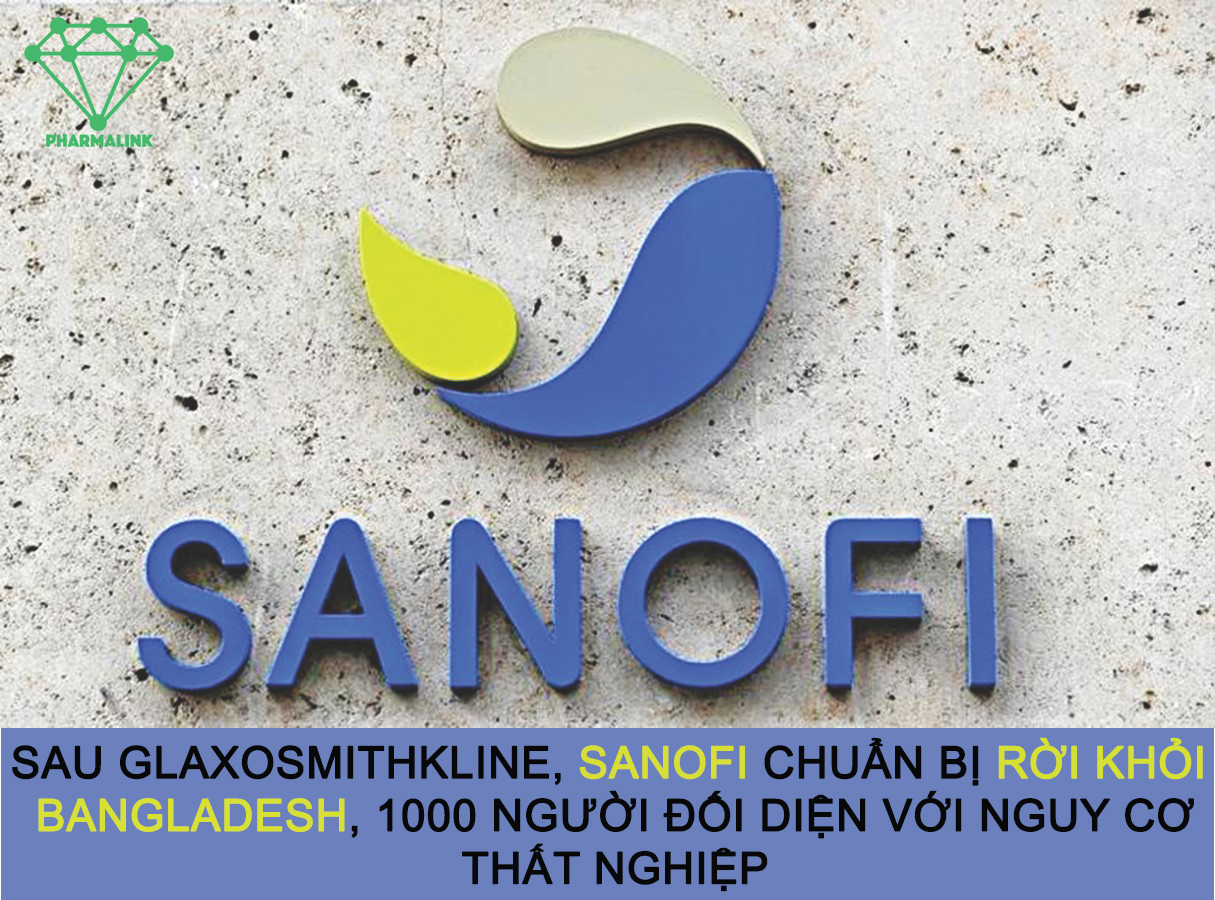 PHARMALINK
SANOFI
SAU GLAXOSMITHKLINE, SANOFI CHUẨN BỊ RỜI KHỎI
BANGLADESH, 1000 NGƯỜI ĐỐI DIỆN VỚI NGUY CƠ
THẤT NGHIỆP